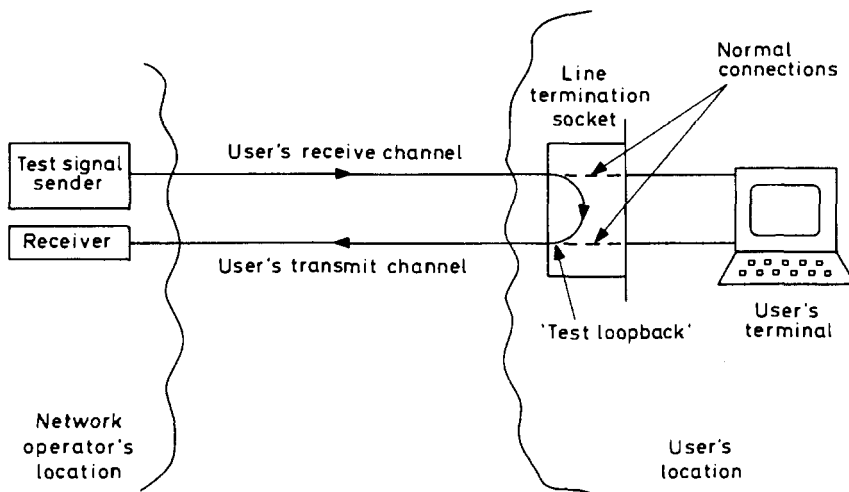 Normal
connections
Line
termination
socket
Test signal
sender
User's receive channel
Receiver
User's transmit channel
'Test loopback'
User's
terminal
Network
operator's
location
User's
location